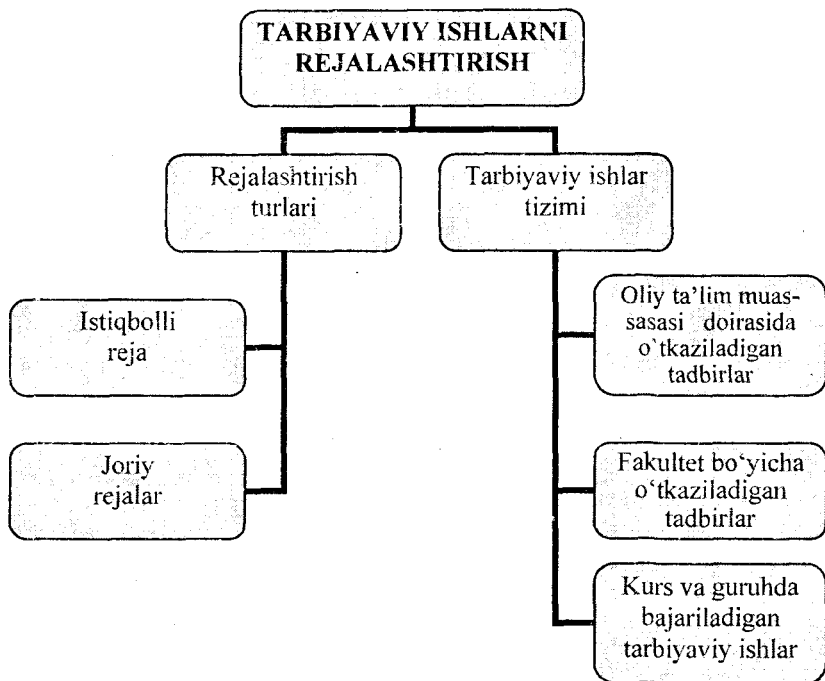 TARBIYAVIY ISHLARNI
REJALASHTIRISH
Rejalashtirish
turlari
Tarbiyaviy ishlar
tizimi
Istiqbolli
reja
Joriy
rejalar
Oliy ta’lim muas-
sasasi doirasida
o`tkaziladigan
tadbirlar
Fakultet bo‘yicha
o‘tkaziladigan
tadbirlar
Kurs va guruhda
bajariladigan
tarbiyaviy ishlar